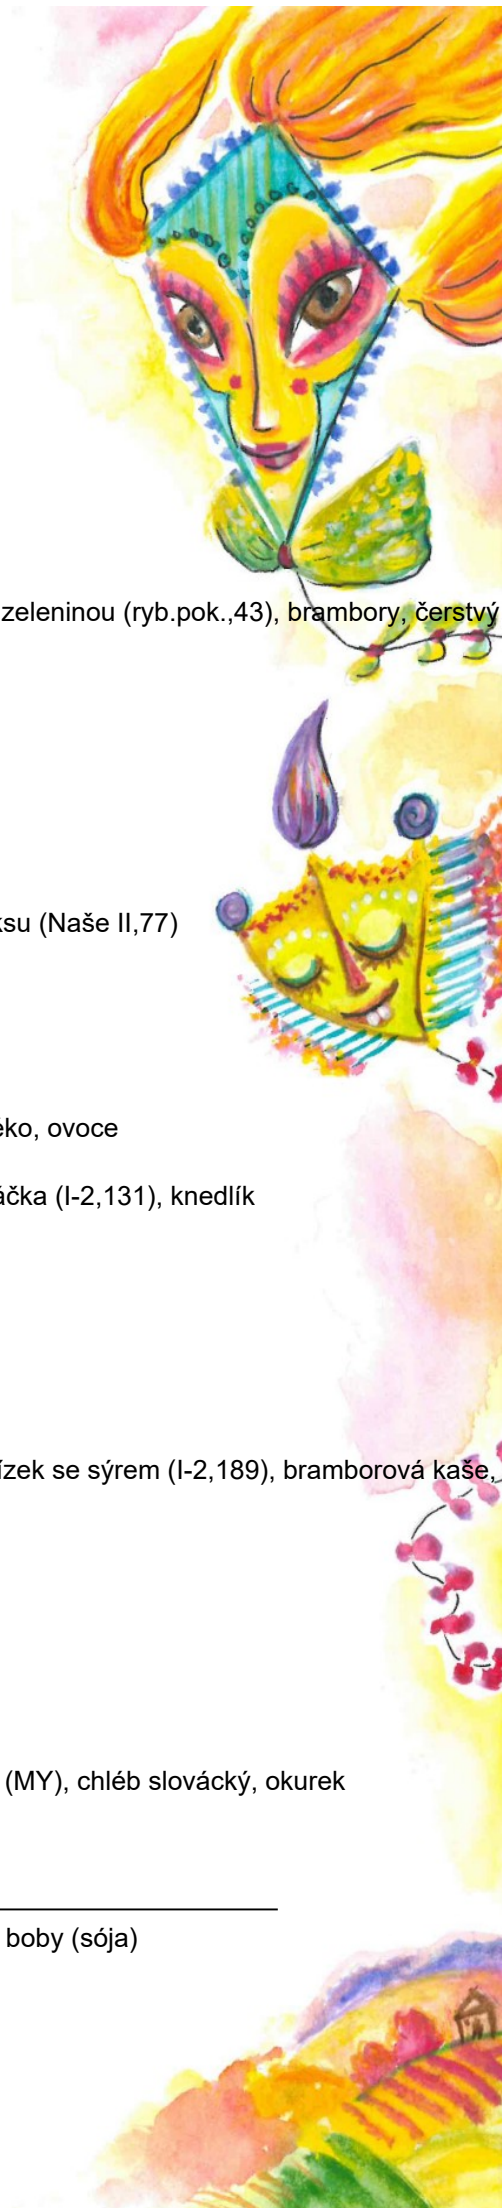 zeleninou (ryb.pok.,43), brambory, čerstvý
ksu (Naše II,77)
éko, ovoce
áčka (I-2,131), knedlík
ízek se sýrem (I-2,189), bramborová kaše,
(MY), chléb slovácký, okurek
boby (sója)